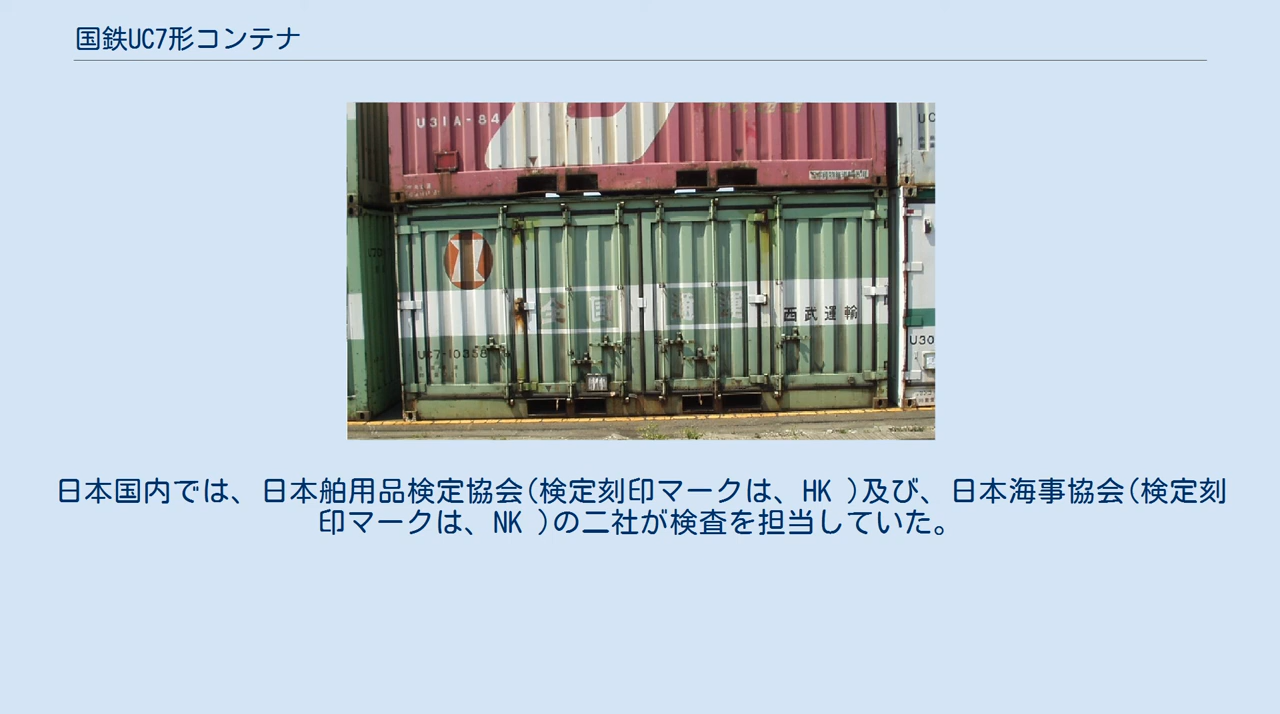 国鉄UC7形コンテナ
U31A-84
UC
西武運輸
UC7-10358
U30
日本国内では、日本舶用品検定協会(検定刻印マークは、HK )及び、日本海事協会(検定刻
印マークは、NK )の二社が検査を担当していた。